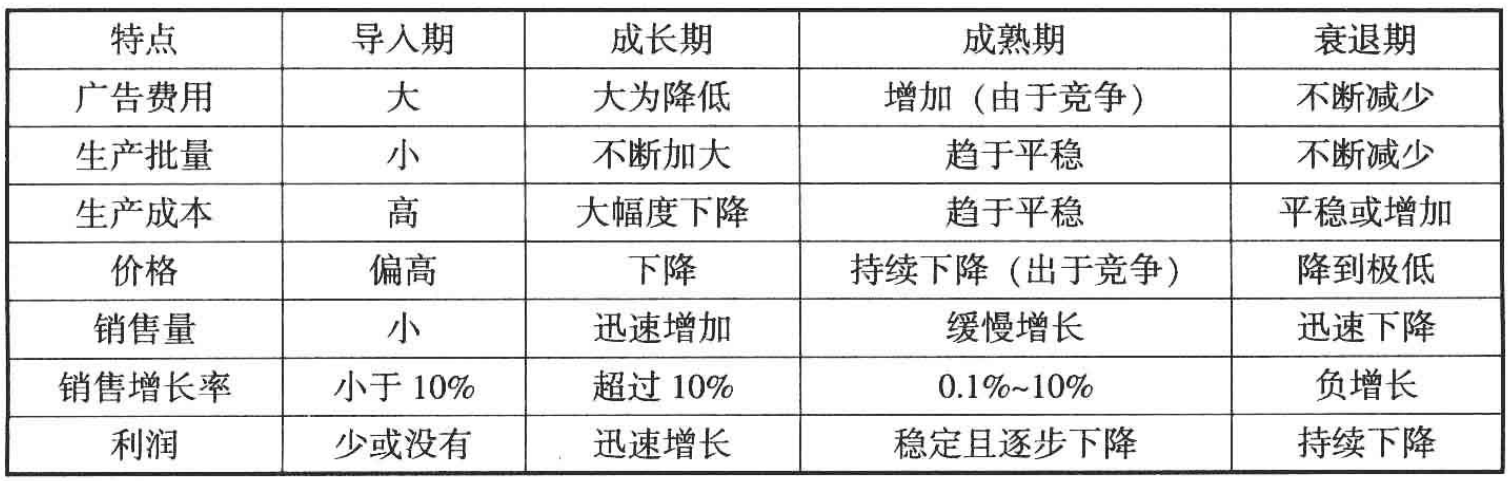 特点 导入期 成长期 成熟期 衰退期
广告费用 大 大为降低 增加（由于竞争） 不断减少
生产批量 小 不断加大 趋于平稳 不断减少
生产成本 高 大幅度下降 趋于平稳 平稳或增加
价格 偏高 下降 持续下降（出于竞争） 降到极低
销售量 小 迅速增加 缓慢增长 迅速下降
销售增长率 小于 10% 超过 10% 0.1%~10% 负增长
利润 少或没有 迅速增长 稳定且逐步下降 持续下降